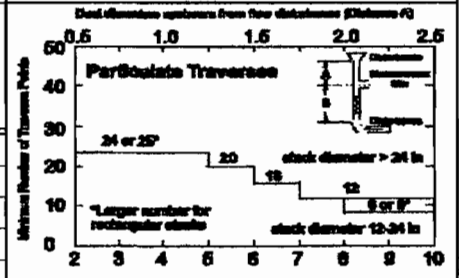 Duct diameters upstream from flow disturbance (Distance A)
0.5 1.0 1.5 2.0 2.5
50
40
30
20
10
0
Minimum Number of Traverse Points
Particulate Traverses
A
B
Disturbance
Measurement
Site
Disturbance
24 or 25*
20
16
12
stack diameter > 24 in
8 or 9*
*Larger number for
rectangular stacks
stack diameter 12-24 in
2 3 4 5 6 7 8 9 10